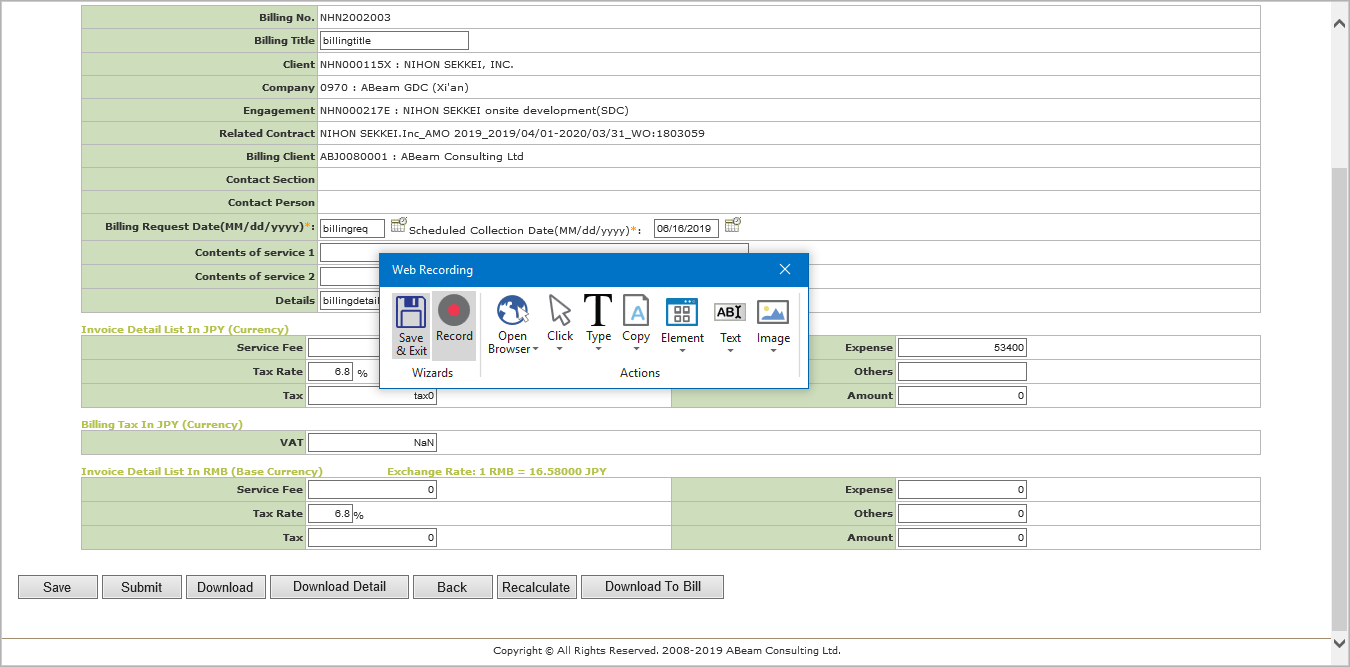 Billing No. NHN2002003
Billing Title billingtitle
Client NHN000115X : NIHON SEKKEI, INC.
Company 0970 : ABeam GDC (Xi'an)
Engagement NHN000217E : NIHON SEKKEI onsite development(SDC)
Related Contract NIHON SEKKEI.Inc_AMO 2019_2019/04/01-2020/03/31_WO:1803059
Billing Client ABJ0080001 : ABeam Consulting Ltd
Contact Section
Contact Person
Billing Request Date(MM/dd/yyyy)*: billingreq Scheduled Collection Date(MM/dd/yyyy)*: 06/16/2019
Contents of service 1
Contents of service 2
Details billingdetail
Web Recording
Save & Exit
Record
Open Browser
Click
Type
Copy
Element
Text
Image
ABI
A
T
Wizards
Actions
Invoice Detail List In JPY (Currency)
Service Fee Expense 53400
Tax Rate 6.8 % Others
Tax tax0 Amount 0
Billing Tax In JPY (Currency)
VAT NaN
Invoice Detail List In RMB (Base Currency) Exchange Rate: 1 RMB = 16.58000 JPY
Service Fee 0 Expense 0
Tax Rate 6.8 % Others 0
Tax 0 Amount 0
Save Submit Download Download Detail Back Recalculate Download To Bill
Copyright © All Rights Reserved. 2008-2019 ABeam Consulting Ltd.